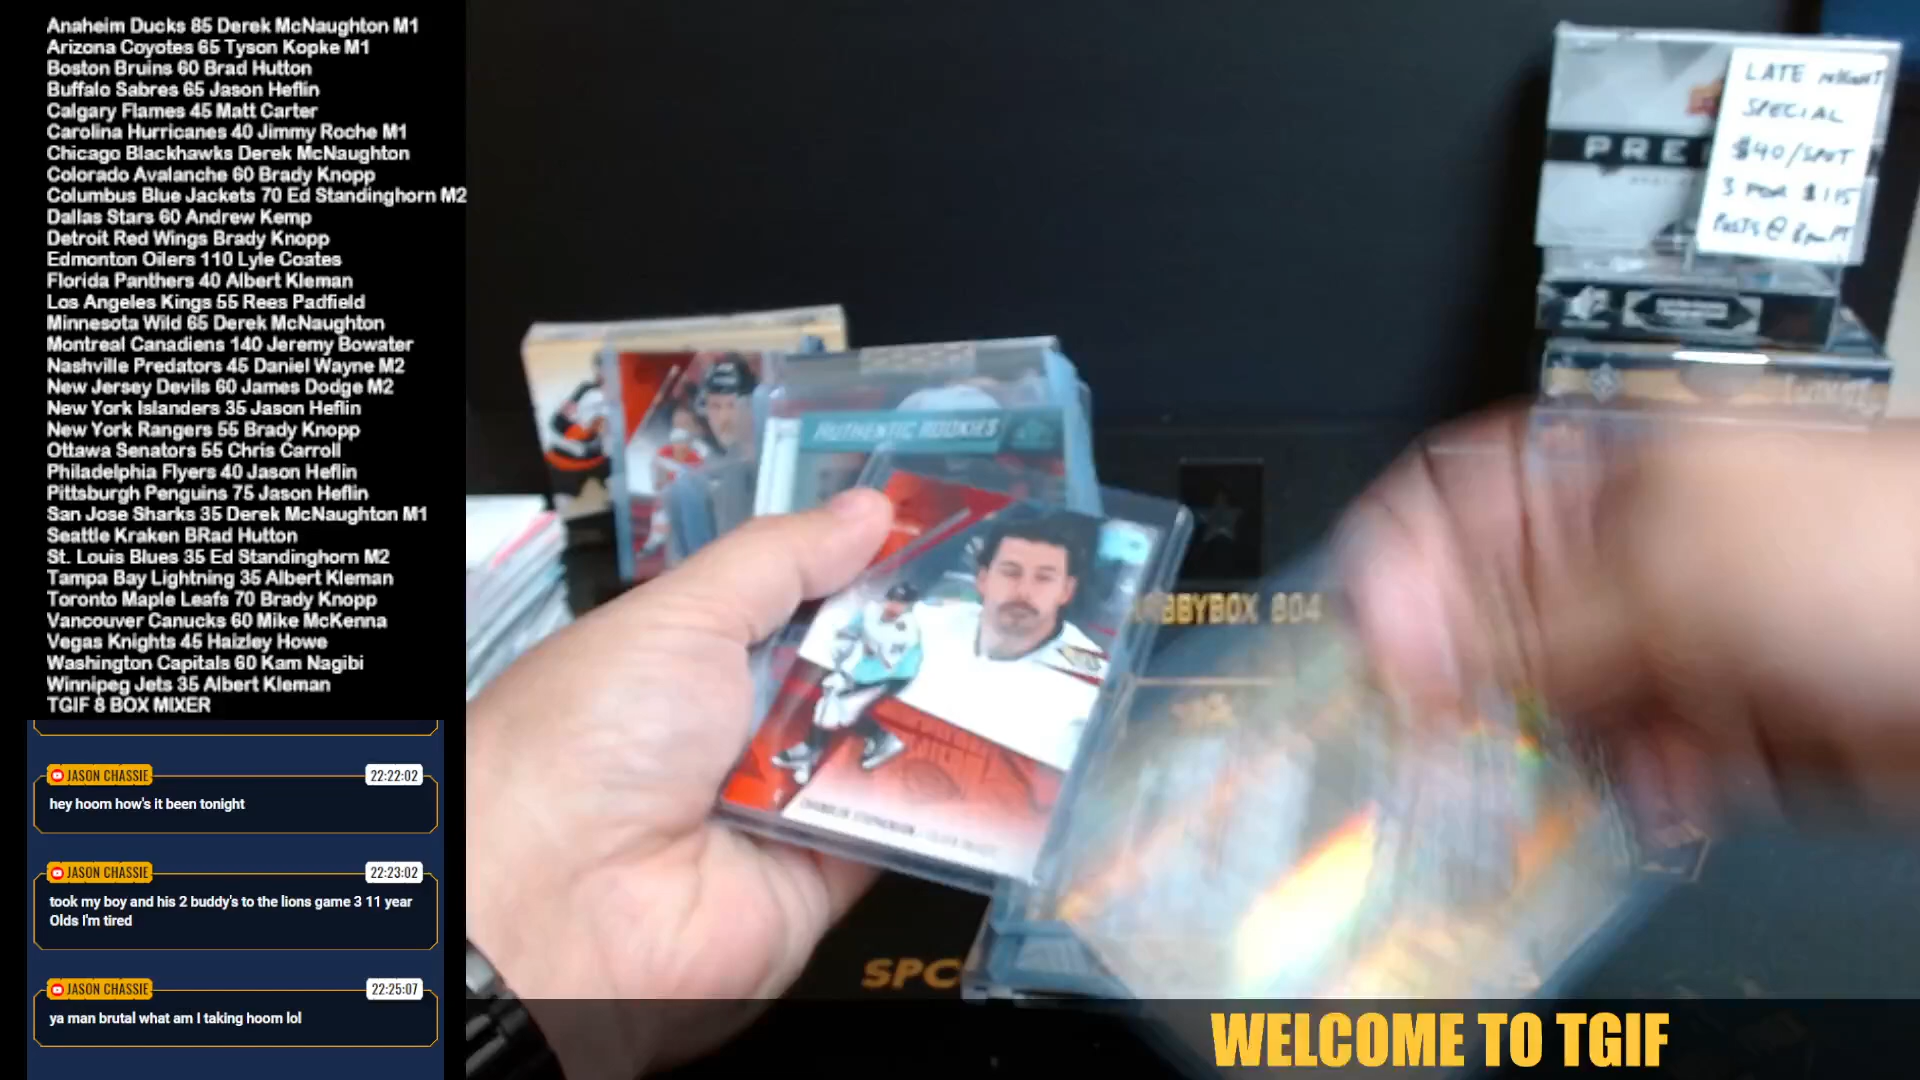 Anaheim Ducks 85 Derek McNaughton M1
Arizona Coyotes 65 Tyson Kopke M1
Boston Bruins 60 Brad Hutton
Buffalo Sabres 65 Jason Heflin
Calgary Flames 45 Matt Carter
Carolina Hurricanes 40 Jimmy Roche M1
Chicago Blackhawks Derek McNaughton
Colorado Avalanche 60 Brady Knopp
Columbus Blue Jackets 70 Ed Standinghorn M2
Dallas Stars 60 Andrew Kemp
Detroit Red Wings Brady Knopp
Edmonton Oilers 110 Lyle Coates
Florida Panthers 40 Albert Kleman
Los Angeles Kings 55 Rees Padfield
Minnesota Wild 65 Derek McNaughton
Montreal Canadiens 140 Jeremy Bowater
Nashville Predators 45 Daniel Wayne M2
New Jersey Devils 60 James Dodge M2
New York Islanders 35 Jason Heflin
New York Rangers 55 Brady Knopp
Ottawa Senators 55 Chris Carroll
Philadelphia Flyers 40 Jason Heflin
Pittsburgh Penguins 75 Jason Heflin
San Jose Sharks 35 Derek McNaughton M1
Seattle Kraken BRad Hutton
St. Louis Blues 35 Ed Standinghorn M2
Tampa Bay Lightning 35 Albert Kleman
Toronto Maple Leafs 70 Brady Knopp
Vancouver Canucks 60 Mike McKenna
Vegas Knights 45 Haizley Howe
Washington Capitals 60 Kam Nagibi
Winnipeg Jets 35 Albert Kleman
TGIF 8 BOX MIXER
JASON CHASSIE 22:22:02
hey hoom how's it been tonight
JASON CHASSIE 22:23:02
took my boy and his 2 buddy's to the lions game 3 11 year
Olds I'm tired
JASON CHASSIE 22:25:07
ya man brutal what am I taking hoom lol
LATE
SPECIAL
$40/SPOT
3 FOR $115
POSTS @ 8pm PT
PRE
AUTHENTIC ROOKIES
BBYBOX 604
CHANDLER STEPHENSON
SPC
WELCOME TO TGIF